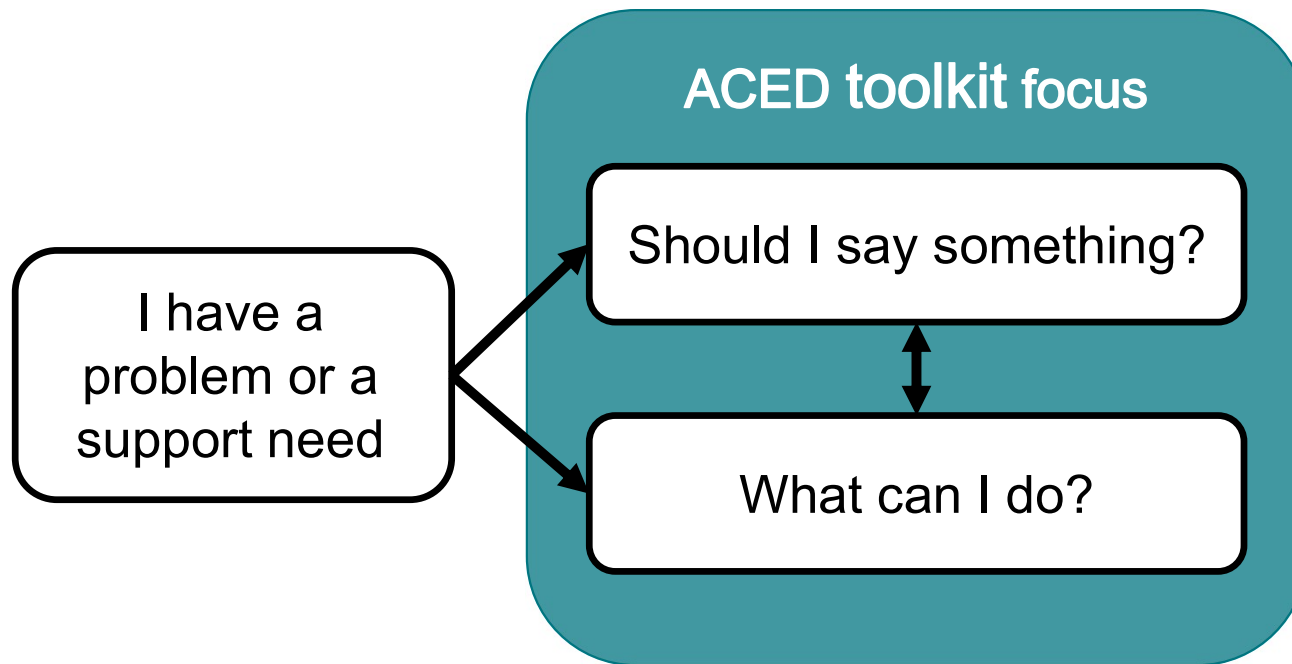 ACED toolkit focus
Should I say something?
I have a
problem or a
support need
What can I do?